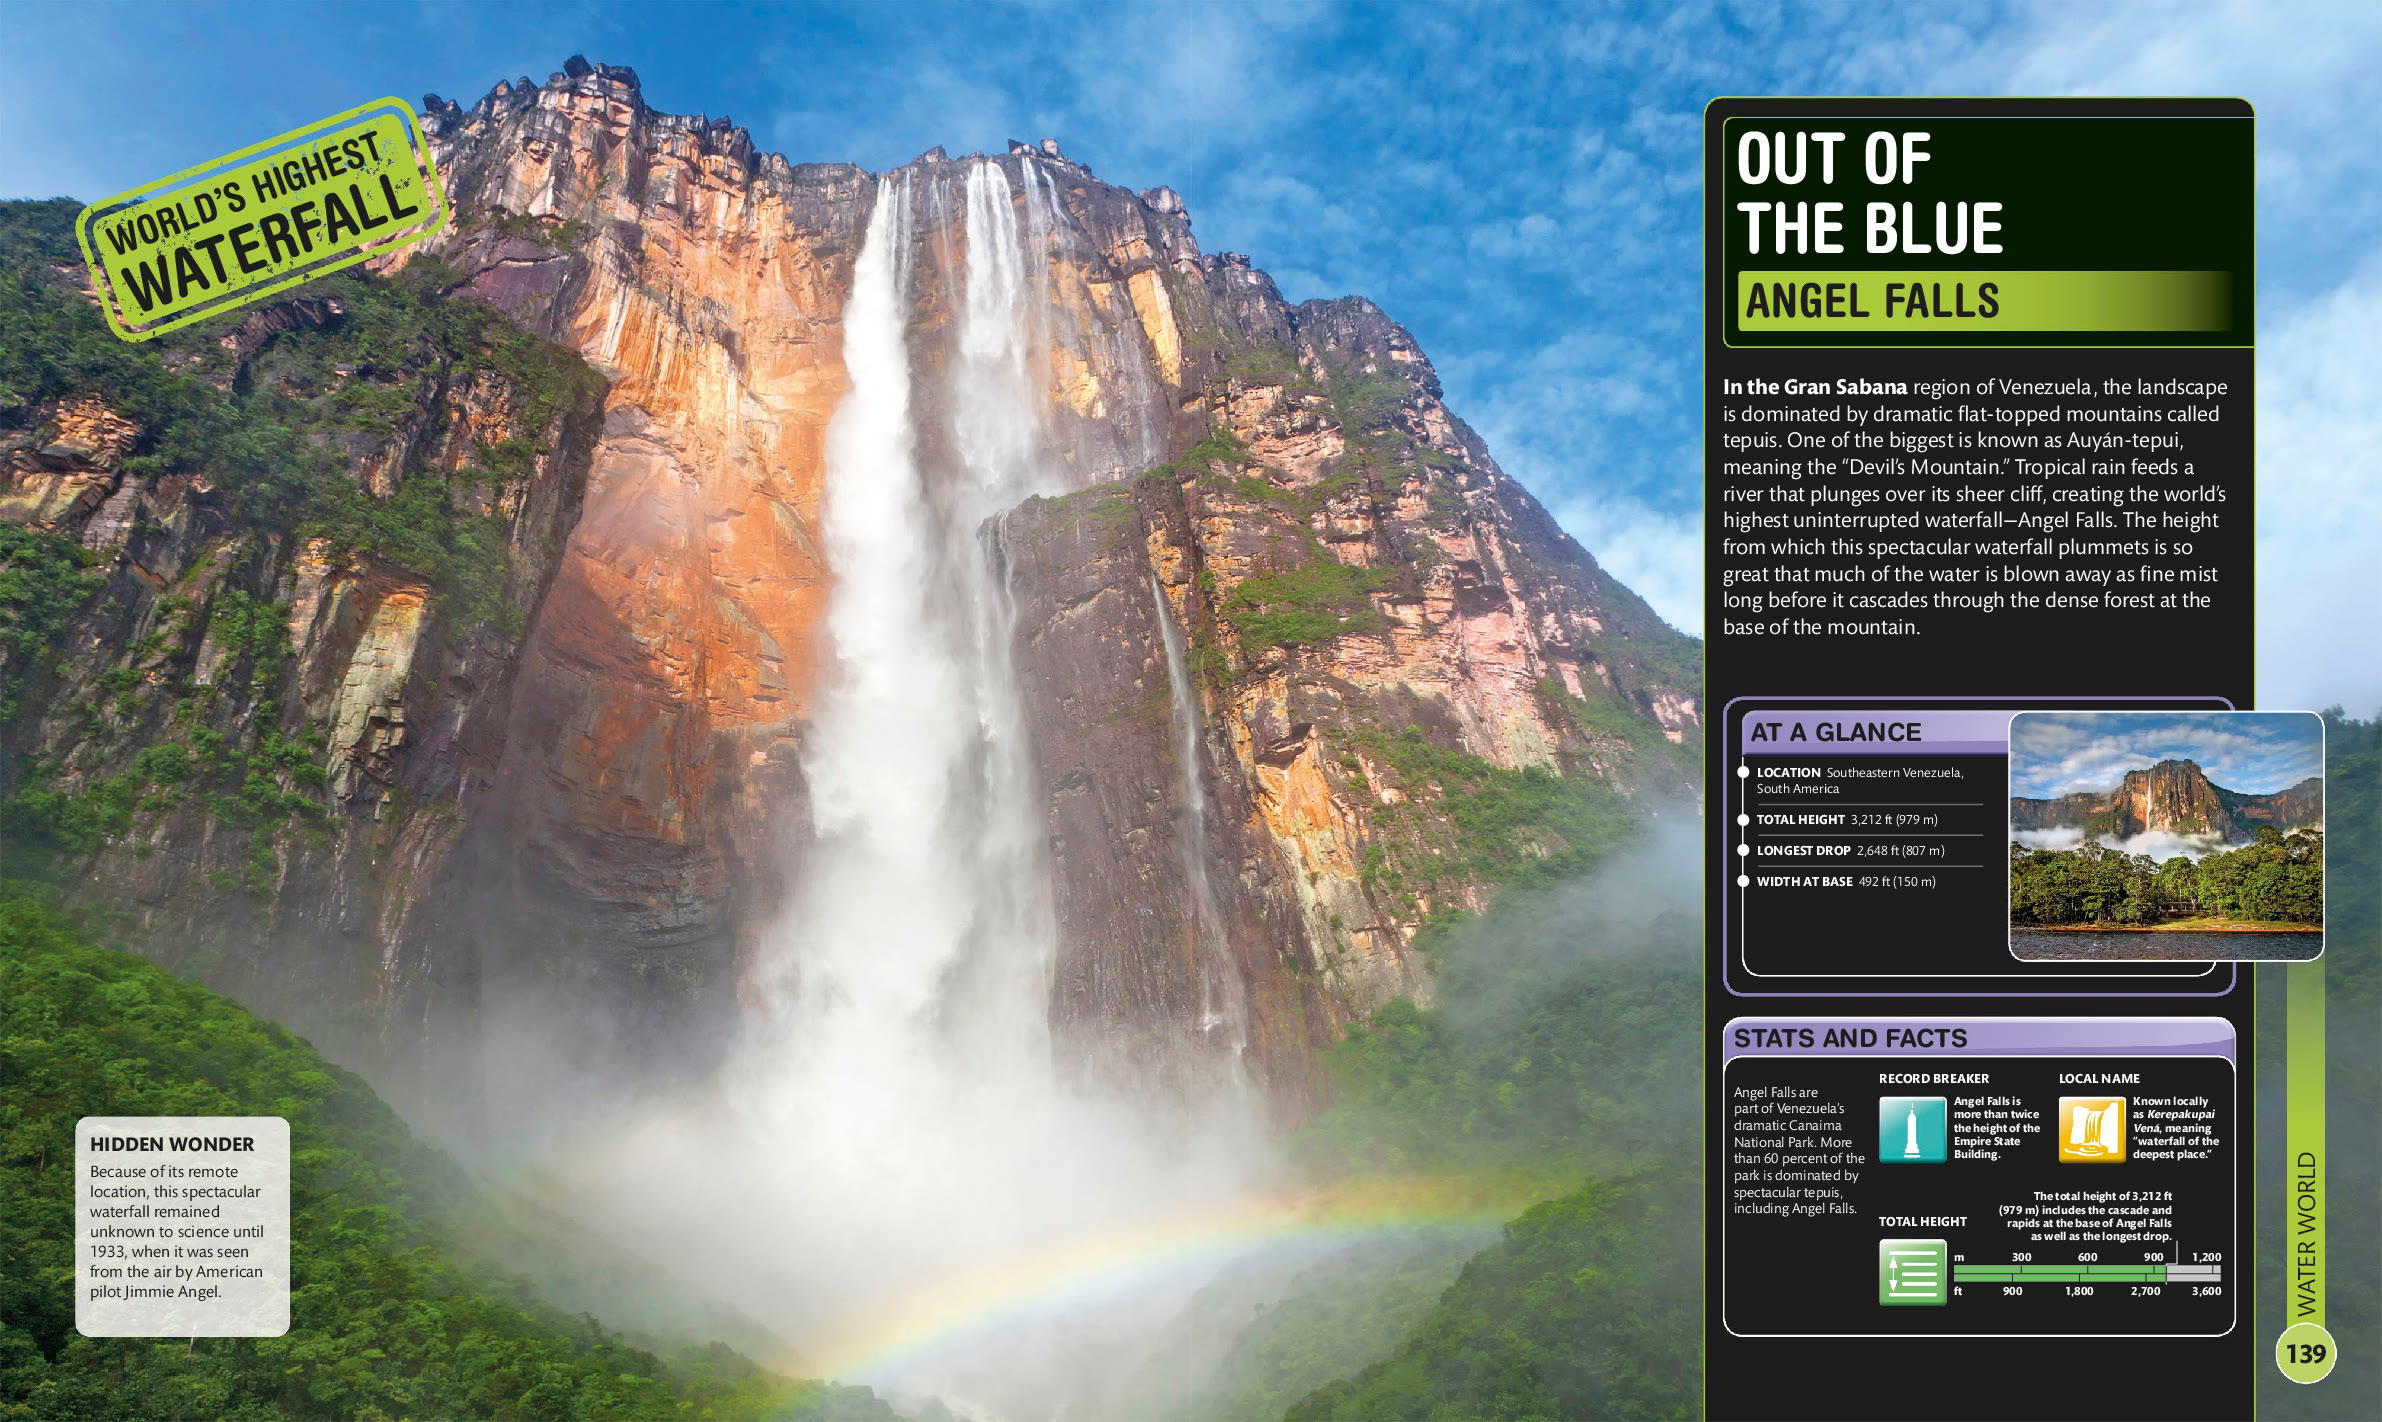 WORLD'S HIGHEST
WATERFALL
OUT OF
THE BLUE
ANGEL FALLS
In the Gran Sabana region of Venezuela, the landscape
is dominated by dramatic flat-topped mountains called
tepuis. One of the biggest is known as Auyán-tepui,
meaning the “Devil’s Mountain.” Tropical rain feeds a
river that plunges over its sheer cliff, creating the world’s
highest uninterrupted waterfall—Angel Falls. The height
from which this spectacular waterfall plummets is so
great that much of the water is blown away as fine mist
long before it cascades through the dense forest at the
base of the mountain.
AT A GLANCE
LOCATION Southeastern Venezuela,
South America
TOTAL HEIGHT 3,212 ft (979 m)
LONGEST DROP 2,648 ft (807 m)
WIDTH AT BASE 492 ft (150 m)
STATS AND FACTS
Angel Falls are
part of Venezuela’s
dramatic Canaima
National Park. More
than 60 percent of the
park is dominated by
spectacular tepuis,
including Angel Falls.
RECORD BREAKER
Angel Falls is
more than twice
the height of the
Empire State
Building.
LOCAL NAME
Known locally
as Kerepakupai
Vená, meaning
“waterfall of the
deepest place.”
TOTAL HEIGHT
The total height of 3,212 ft
(979 m) includes the cascade and
rapids at the base of Angel Falls
as well as the longest drop.
m 300 600 900 1,200
ft 900 1,800 2,700 3,600
HIDDEN WONDER
Because of its remote
location, this spectacular
waterfall remained
unknown to science until
1933, when it was seen
from the air by American
pilot Jimmie Angel.
WATER WORLD
139